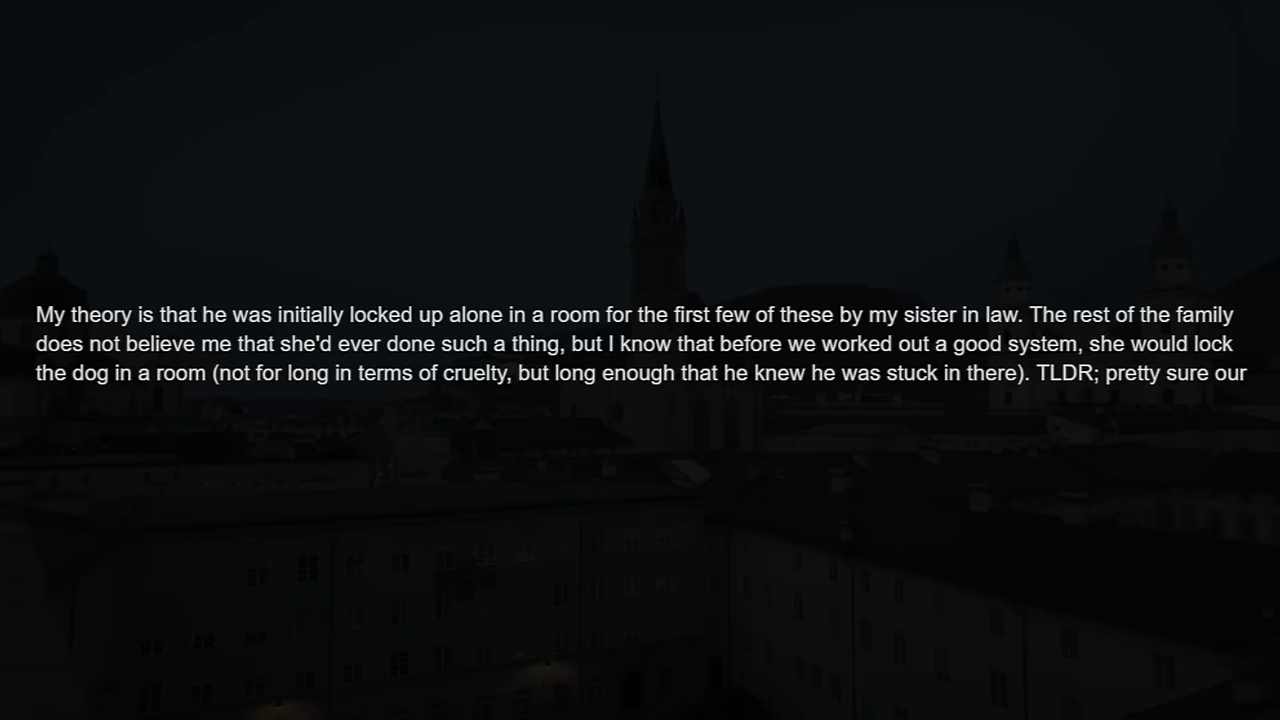 My theory is that he was initially locked up alone in a room for the first few of these by my sister in law. The rest of the family
does not believe me that she'd ever done such a thing, but I know that before we worked out a good system, she would lock
the dog in a room (not for long in terms of cruelty, but long enough that he knew he was stuck in there). TLDR; pretty sure our